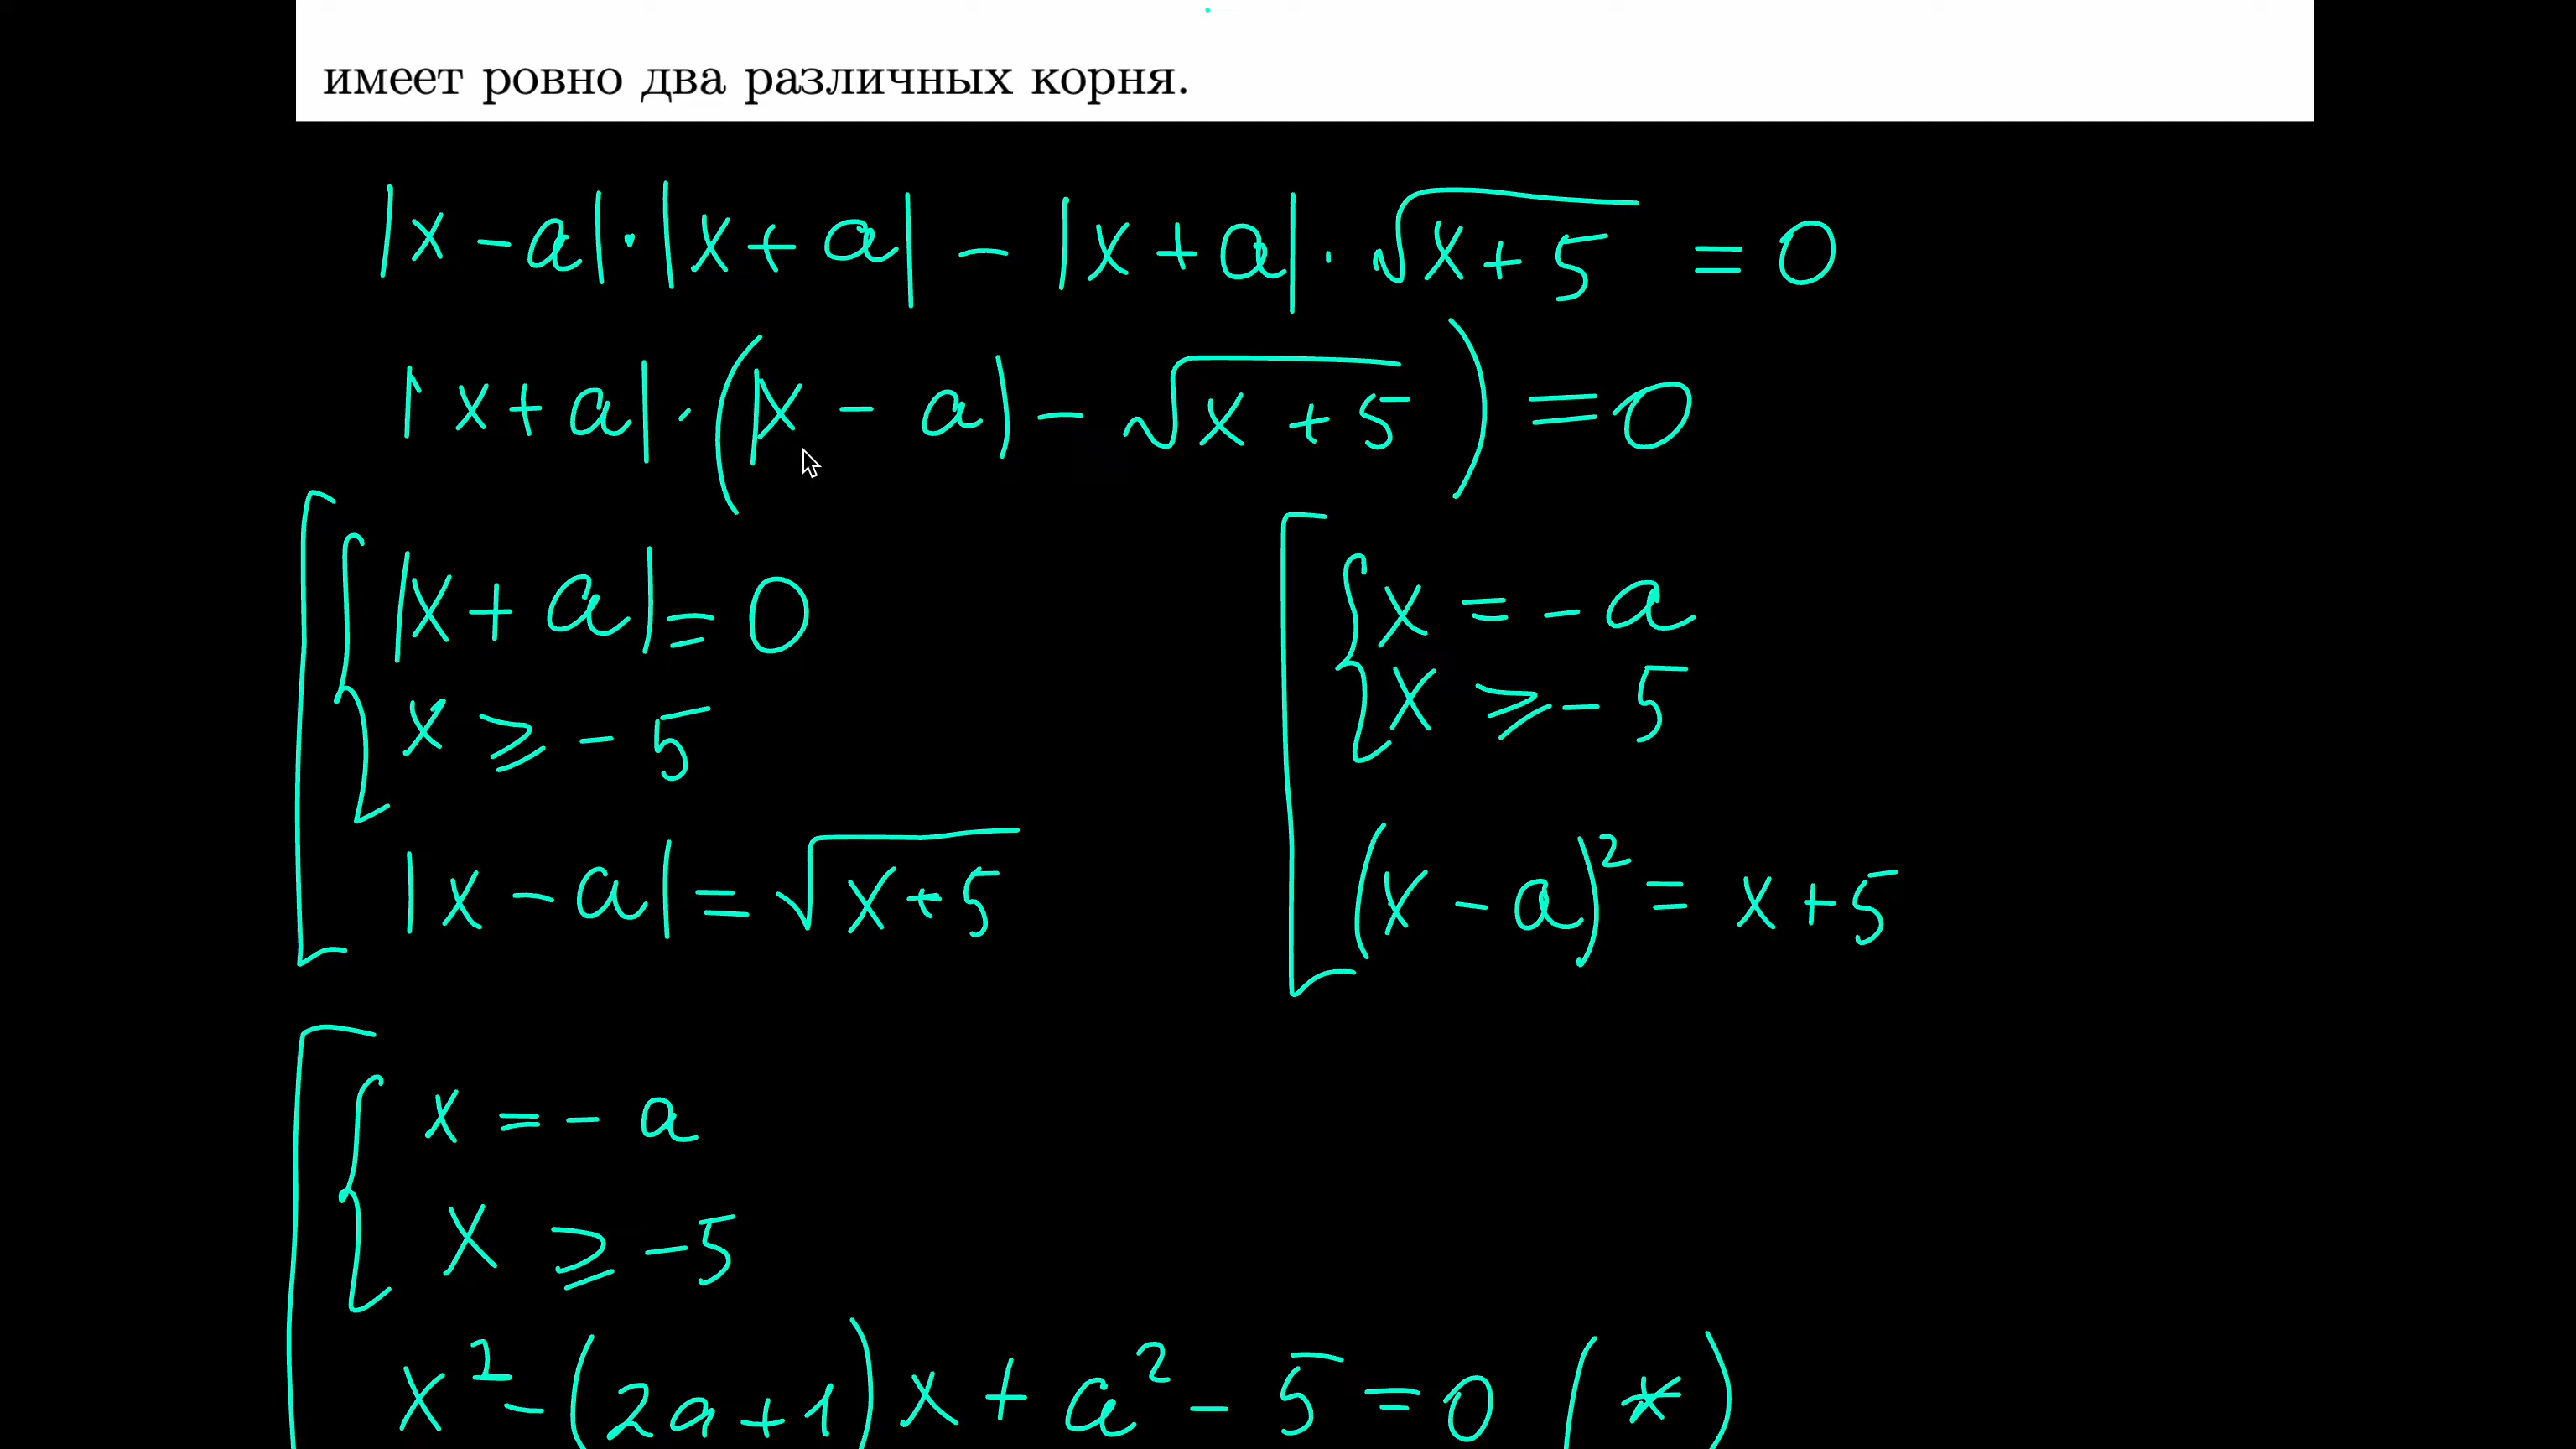 имеет ровно два различных корня.
|x - a| · |x + a| - |x + a| · √(x + 5) = 0
|x + a| · (|x - a| - √(x + 5)) = 0
|x + a| = 0
x ⩾ -5
|x - a| = √(x + 5)
x = -a
x ⩾ -5
(x - a)² = x + 5
x = -a
x ⩾ -5
x² - (2a + 1)x + a² - 5 = 0 (*)